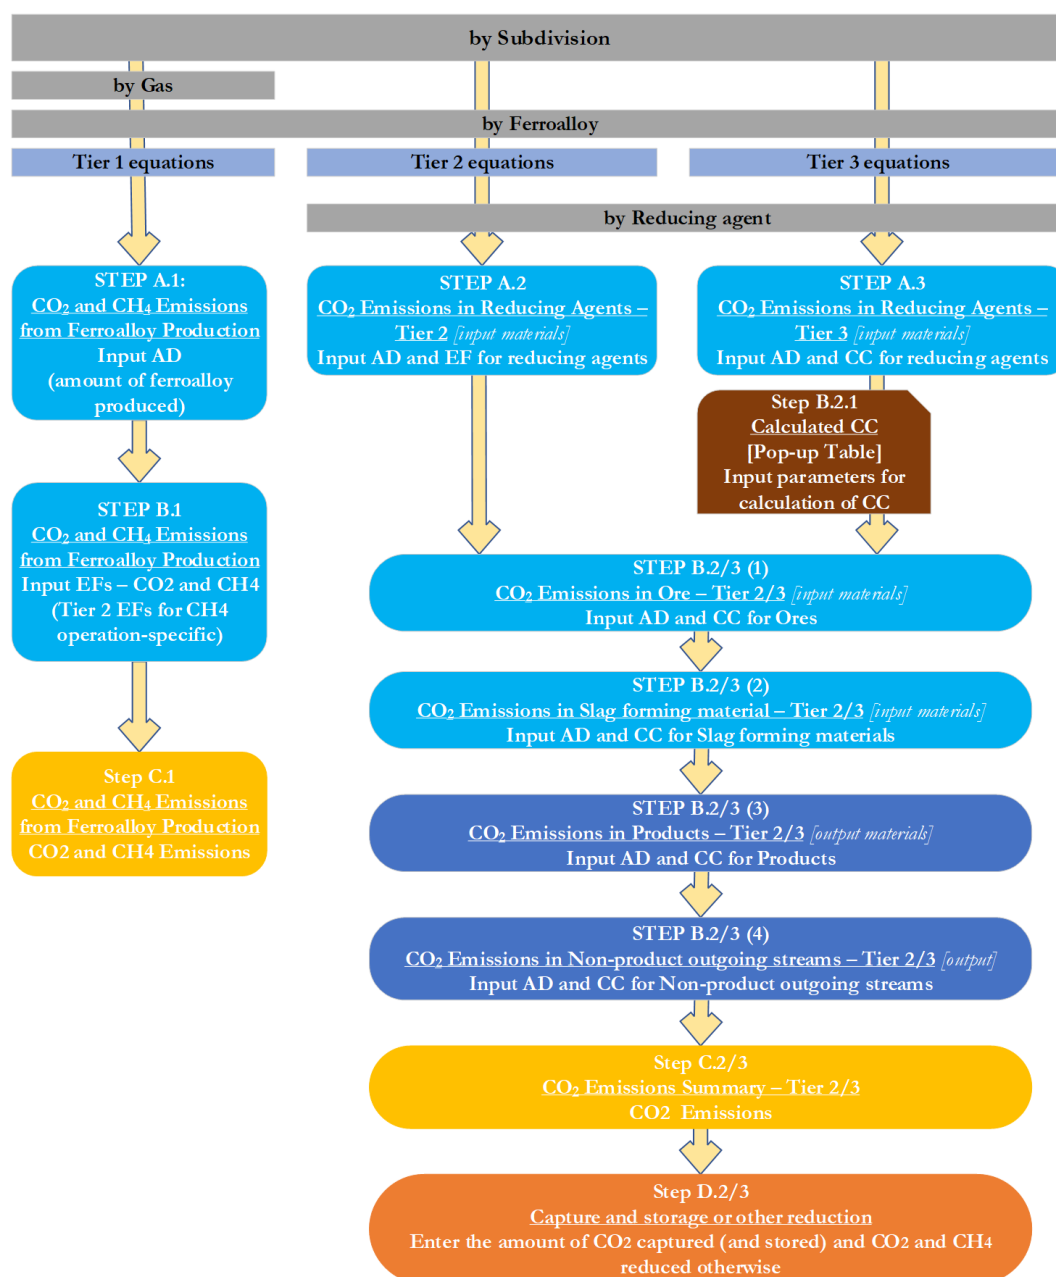 by Subdivision
by Gas
by Ferroalloy
Tier 1 equations
Tier 2 equations
Tier 3 equations
by Reducing agent
STEP A.1:
CO₂ and CH₄ Emissions
from Ferroalloy Production
Input AD
(amount of ferroalloy
produced)
STEP A.2
CO₂ Emissions in Reducing Agents –
Tier 2 [input materials]
Input AD and EF for reducing agents
STEP A.3
CO₂ Emissions in Reducing Agents –
Tier 3 [input materials]
Input AD and CC for reducing agents
Step B.2.1
Calculated CC
[Pop-up Table]
Input parameters for
calculation of CC
STEP B.1
CO₂ and CH₄ Emissions
from Ferroalloy Production
Input EFs – CO2 and CH4
(Tier 2 EFs for CH4
operation-specific)
STEP B.2/3 (1)
CO₂ Emissions in Ore – Tier 2/3 [input materials]
Input AD and CC for Ores
STEP B.2/3 (2)
CO₂ Emissions in Slag forming material – Tier 2/3 [input materials]
Input AD and CC for Slag forming materials
Step C.1
CO₂ and CH₄ Emissions
from Ferroalloy Production
CO2 and CH4 Emissions
STEP B.2/3 (3)
CO₂ Emissions in Products – Tier 2/3 [output materials]
Input AD and CC for Products
STEP B.2/3 (4)
CO₂ Emissions in Non-product outgoing streams – Tier 2/3 [output]
Input AD and CC for Non-product outgoing streams
Step C.2/3
CO₂ Emissions Summary – Tier 2/3
CO2 Emissions
Step D.2/3
Capture and storage or other reduction
Enter the amount of CO₂ captured (and stored) and CO₂ and CH₄
reduced otherwise